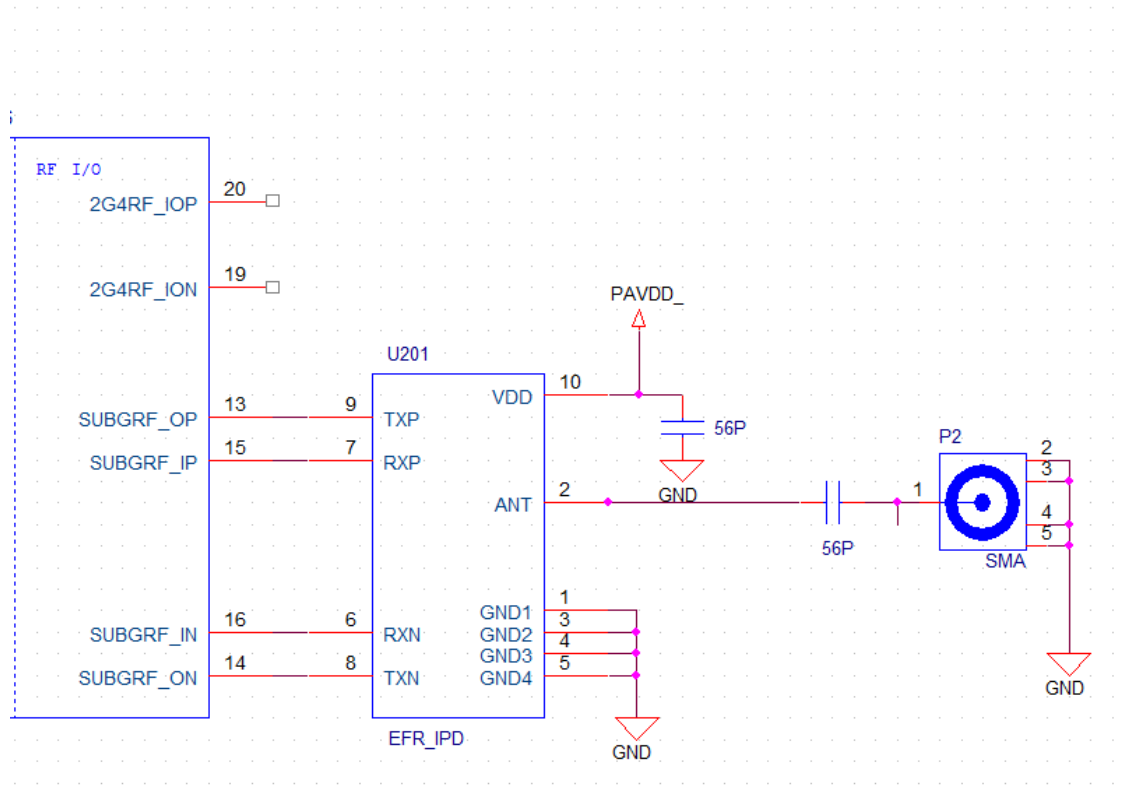 RF I/O
20
2G4RF_IOP
19
2G4RF_ION
PAVDD_
U201
VDD
10
13
SUBGRF_OP
9
TXP
56P
P2
15
SUBGRF_IP
7
RXP
2
3
4
5
1
SMA
GND
ANT
2
GND
56P
16
SUBGRF_IN
6
RXN
14
SUBGRF_ON
8
TXN
GND1
1
GND2
3
GND3
4
GND4
5
EFR_IPD
GND